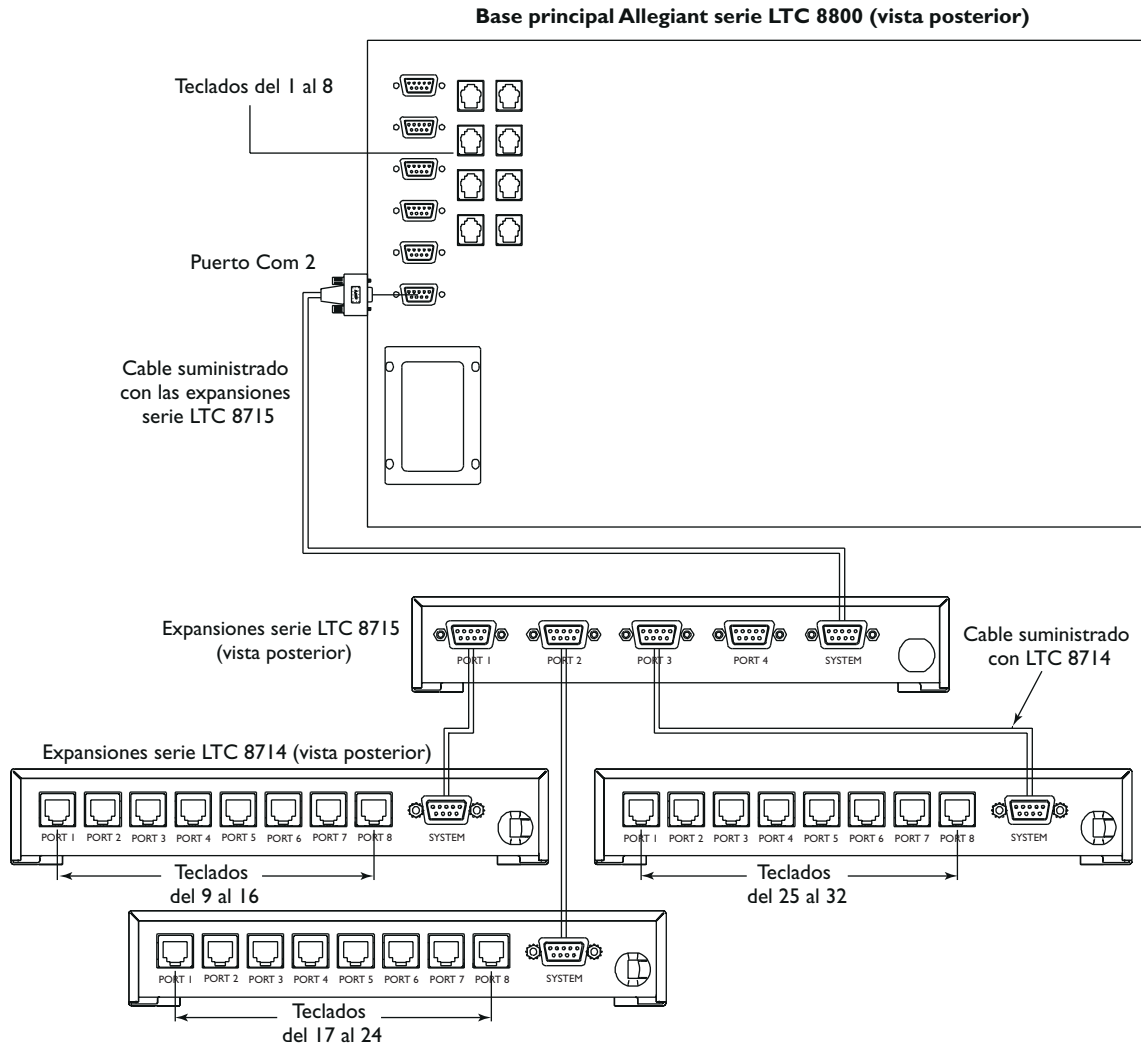 Base principal Allegiant serie LTC 8800 (vista posterior)
Teclados del 1 al 8
Puerto Com 2
Cable suministrado
con las expansiones
serie LTC 8715
Expansiones serie LTC 8715
(vista posterior)
PORT 1
PORT 2
PORT 3
PORT 4
SYSTEM
Cable suministrado
con LTC 8714
Expansiones serie LTC 8714 (vista posterior)
PORT 1
PORT 2
PORT 3
PORT 4
PORT 5
PORT 6
PORT 7
PORT 8
SYSTEM
Teclados
del 9 al 16
PORT 1
PORT 2
PORT 3
PORT 4
PORT 5
PORT 6
PORT 7
PORT 8
SYSTEM
Teclados
del 25 al 32
PORT 1
PORT 2
PORT 3
PORT 4
PORT 5
PORT 6
PORT 7
PORT 8
SYSTEM
Teclados
del 17 al 24